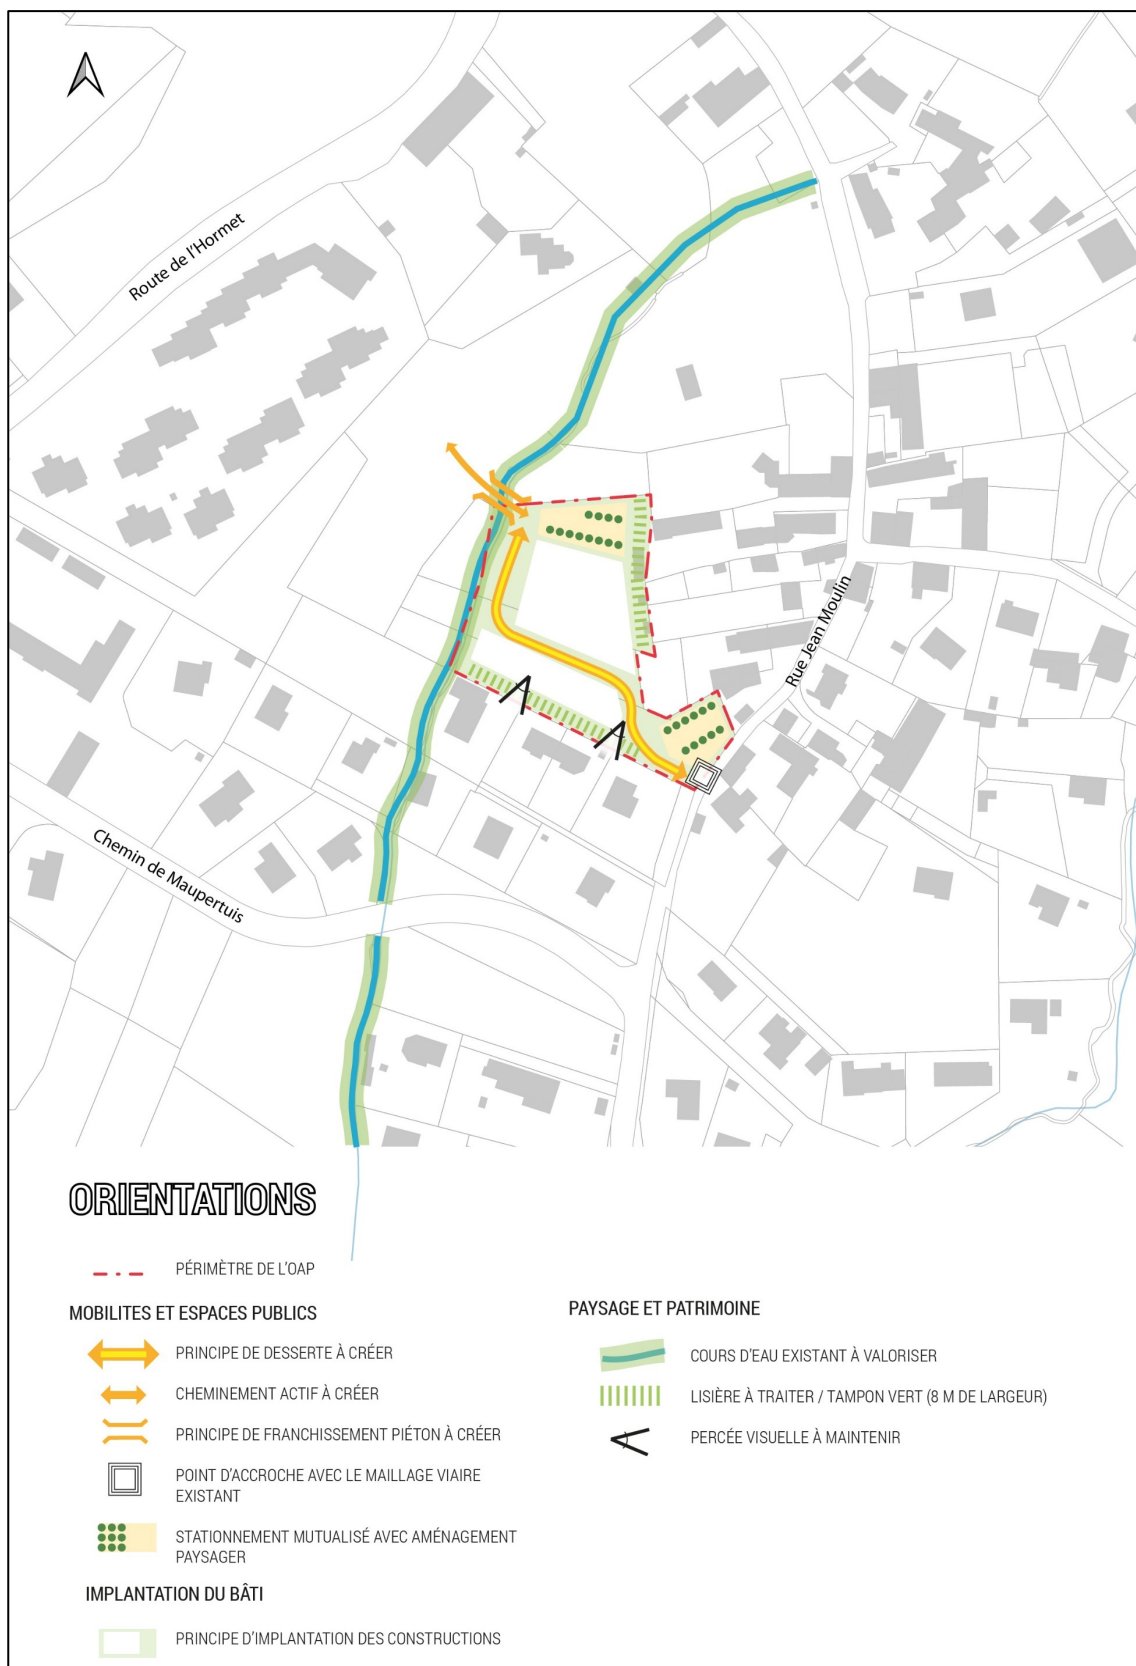 Route de l'Hormet
Rue Jean Moulin
Chemin de Maupertuis
ORIENTATIONS
PÉRIMÈTRE DE L'OAP
MOBILITES ET ESPACES PUBLICS
PRINCIPE DE DESSERTE À CRÉER
CHEMINEMENT ACTIF À CRÉER
PRINCIPE DE FRANCHISSEMENT PIÉTON À CRÉER
POINT D'ACCROCHE AVEC LE MAILLAGE VIAIRE
EXISTANT
STATIONNEMENT MUTUALISÉ AVEC AMÉNAGEMENT
PAYSAGER
IMPLANTATION DU BÂTI
PRINCIPE D'IMPLANTATION DES CONSTRUCTIONS
PAYSAGE ET PATRIMOINE
COURS D'EAU EXISTANT À VALORISER
LISIÈRE À TRAITER / TAMPON VERT (8 M DE LARGEUR)
PERCÉE VISUELLE À MAINTENIR